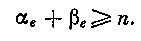 αₑ + βₑ ⩾ n.